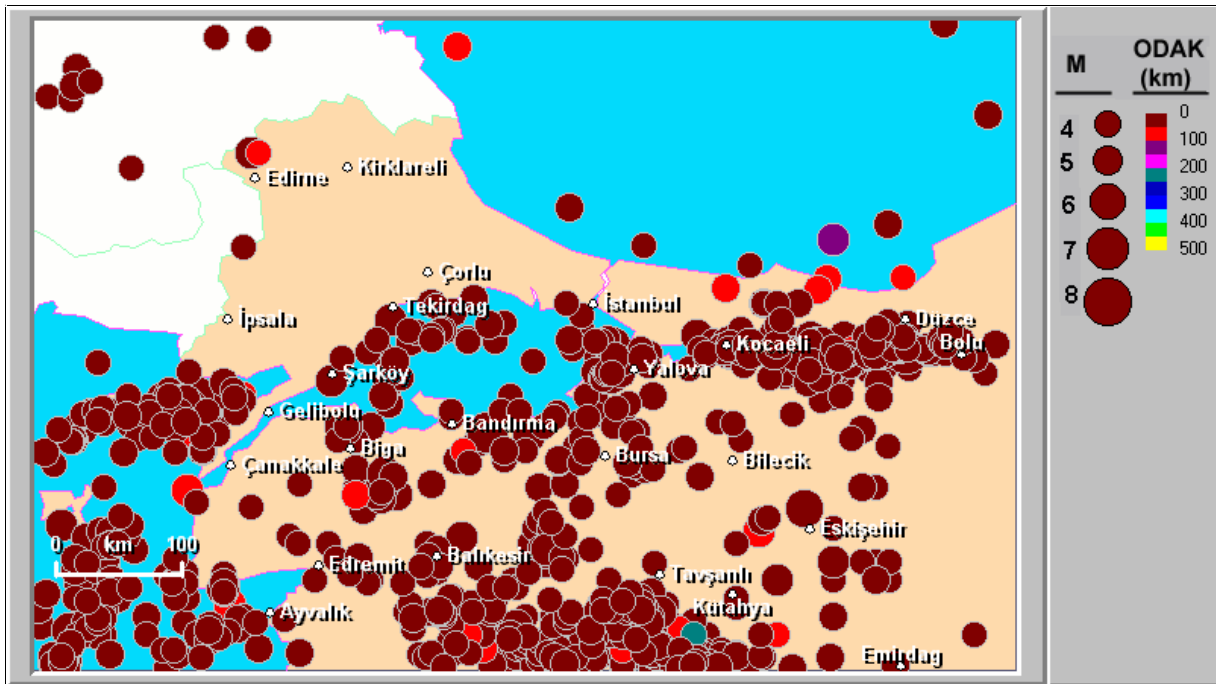 M
ODAK
(km)
4
5
6
7
8
0
100
200
300
400
500
Kirklareli
Edirne
Çorlu
Tekirdag
İstanbul
İpsala
Düzce
Kocaeli
Bolu
Şarköy
Yalova
Gelibolu
Bandırma
Biga
Bursa
Çanakkale
Bilecik
Eskişehir
0 km 100
Balıkesir
Edremit
Tavşanlı
Ayvalık
Kütahya
Emirdag